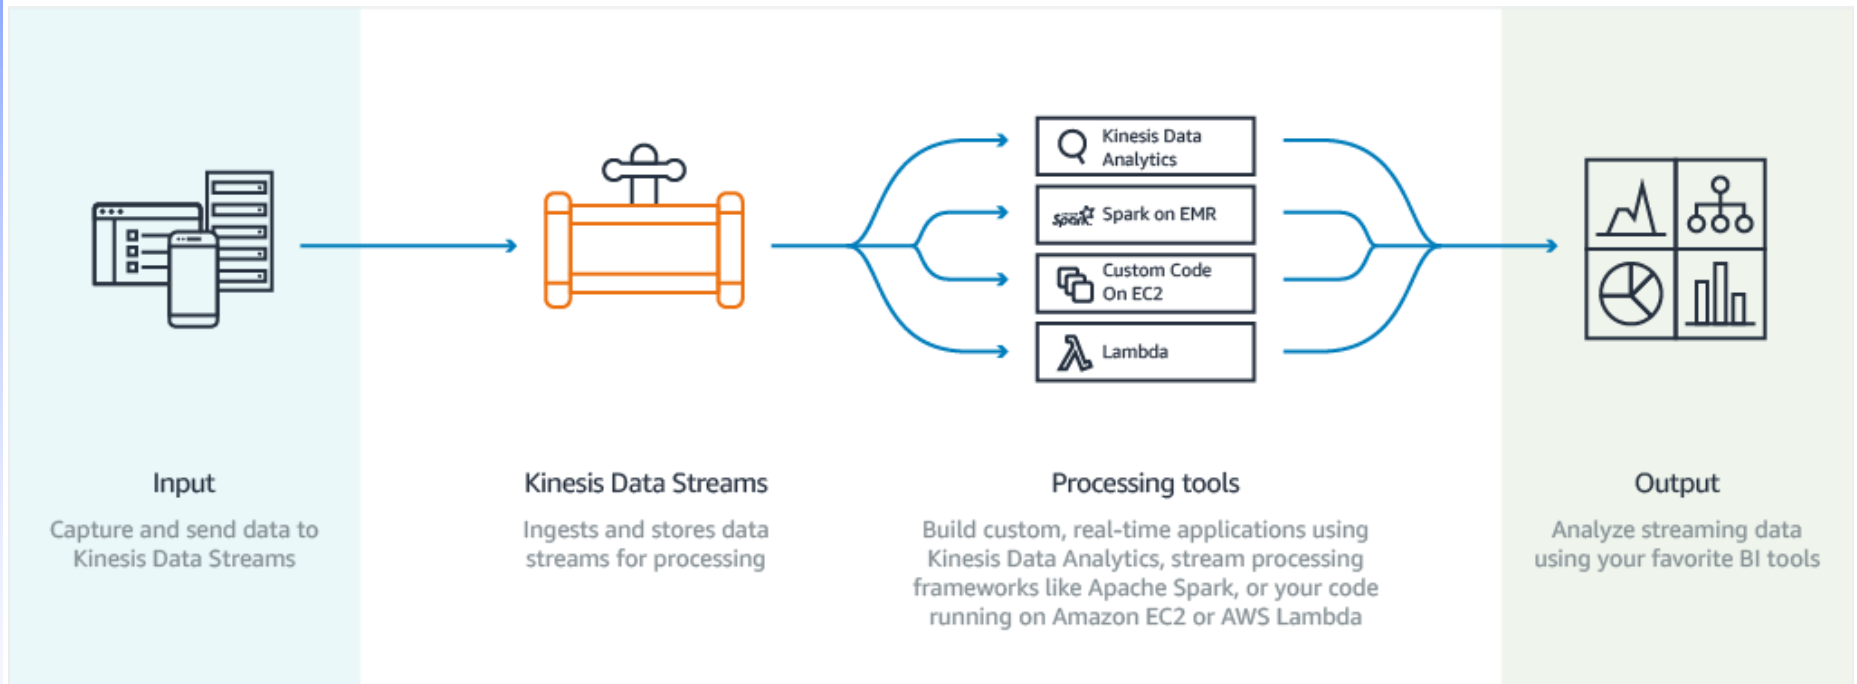 Kinesis Data
Analytics
Spark
Spark on EMR
Custom Code
On EC2
Lambda
Input
Capture and send data to
Kinesis Data Streams
Kinesis Data Streams
Ingests and stores data
streams for processing
Processing tools
Build custom, real-time applications using
Kinesis Data Analytics, stream processing
frameworks like Apache Spark, or your code
running on Amazon EC2 or AWS Lambda
Output
Analyze streaming data
using your favorite BI tools